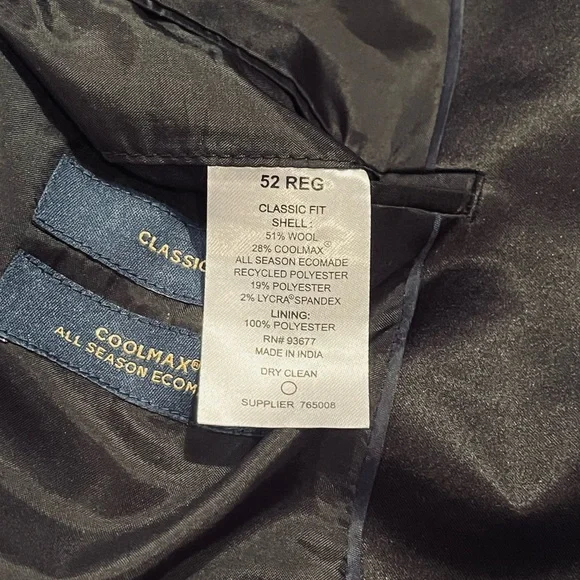 52 REG
CLASSIC FIT
SHELL:
51% WOOL
28% COOLMAX®
ALL SEASON ECOMADE
RECYCLED POLYESTER
19% POLYESTER
2% LYCRA®SPANDEX
LINING:
100% POLYESTER
RN# 93677
MADE IN INDIA
DRY CLEAN
SUPPLIER 765008
CLASSIC
COOLMAX®
ALL SEASON ECOM